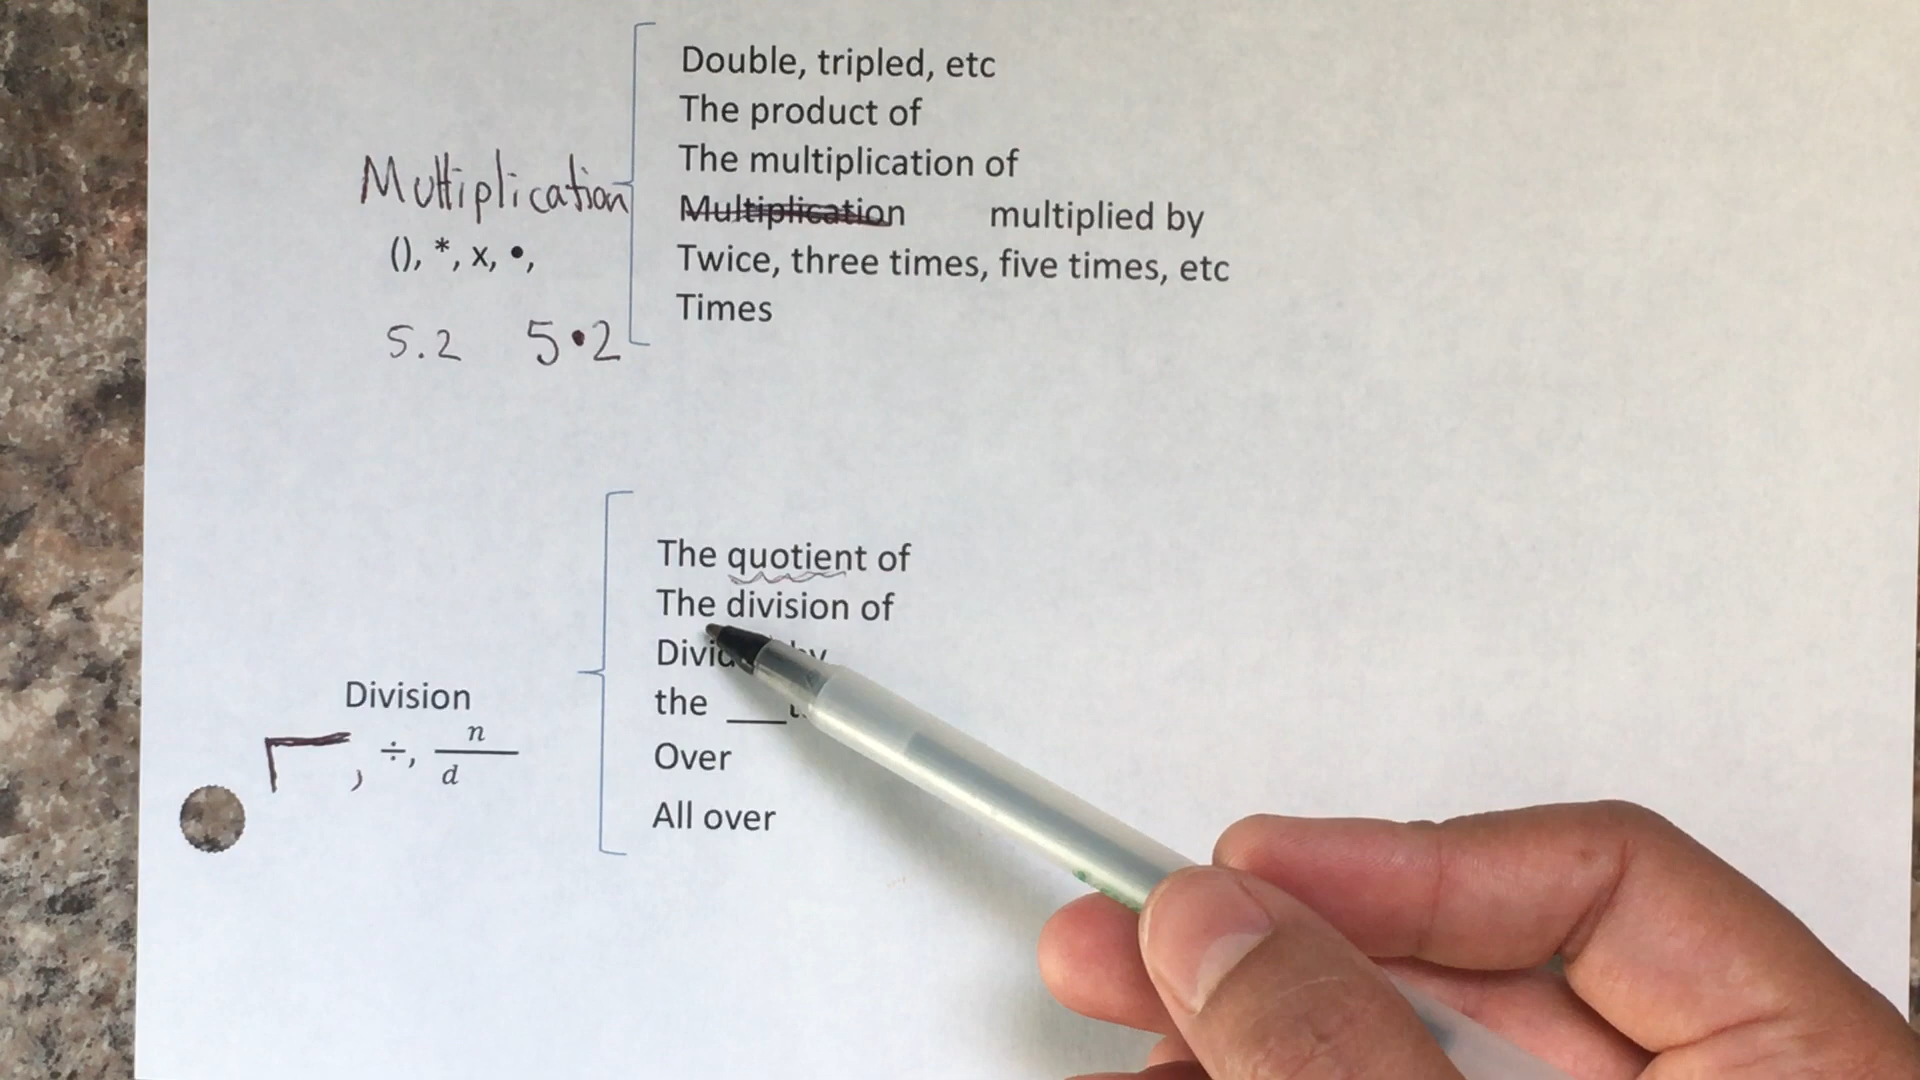 Double, tripled, etc
The product of
The multiplication of
Multiplication multiplied by
Twice, three times, five times, etc
Times
Multiplication
(), *, x, •,
5.2 5•2
The quotient of
The division of
the ___
Over
All over
Division
, ÷, n
d